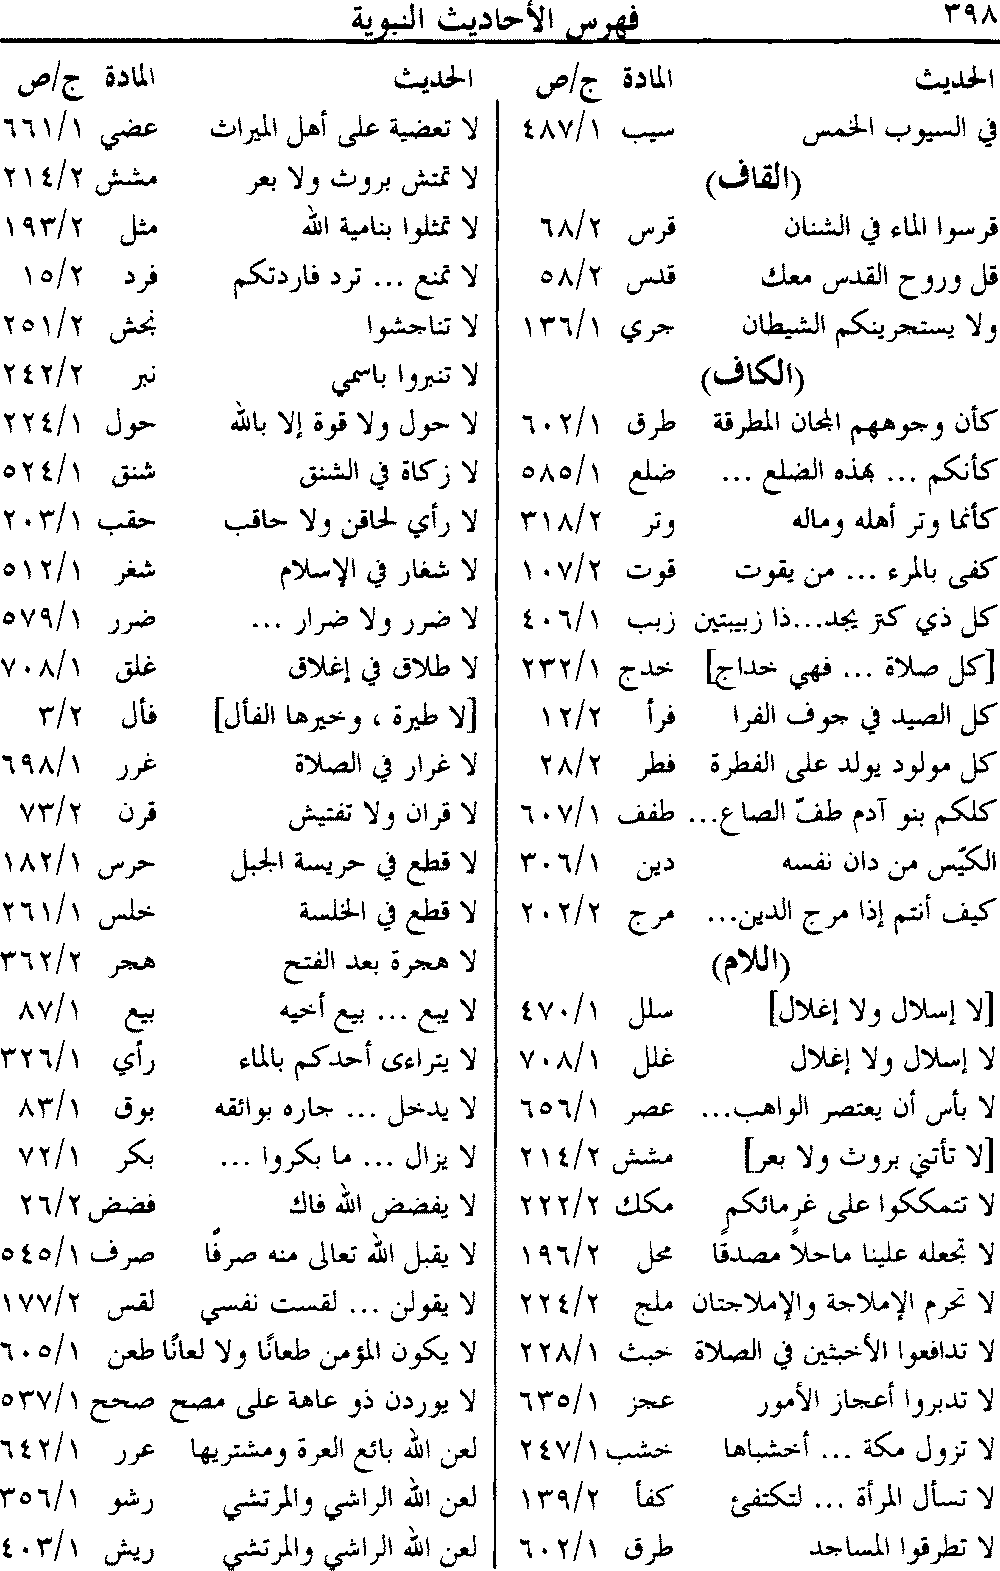 ٣٩٨
فهرس الأحاديث النبوية
الحديث المادة ج/ص
في السيوب الخمس سيب ٤٨٧/١
(القاف)
قرسوا الماء في الشنان قرس ٦٨/٢
قل وروح القدس معك قدس ٥٨/٢
ولا يستجرينكم الشيطان جري ١٣٦/١
(الكاف)
كأن وجوههم المجان المطرقة طرق ٦٠٢/١
كأنكم ... بهذه الضلع ... ضلع ٥٨٥/١
كأنما وتر أهله وماله وتر ٣١٨/٢
كفى بالمرء ... من يقوت قوت ١٠٧/٢
كل ذي كنز يجد...ذا زبيبتين زبب ٤٠٦/١
[كل صلاة ... فهي خداج] خدج ٢٣٢/١
كل الصيد في جوف الفرا فرأ ١٢/٢
كل مولود يولد على الفطرة فطر ٢٨/٢
كلكم بنو آدم طفّ الصاع... طفف ٦٠٧/١
الكيّس من دان نفسه دين ٣٠٦/١
كيف أنتم إذا مرج الدين... مرج ٢٠٢/٢
(اللام)
[لا إسلال ولا إغلال] سلل ٤٧٠/١
لا إسلال ولا إغلال غلل ٧٠٨/١
لا بأس أن يعتصر الواهب... عصر ٦٥٦/١
[لا تأتني بروث ولا بعر] مشش ٢١٤/٢
لا تتمككوا على غرمائكم مكك ٢٢٢/٢
لا تجعله علينا ماحلاً مصدقًا محل ١٩٦/٢
لا تحرم الإملاجة والإملاجتان ملج ٢٢٤/٢
لا تدافعوا الأخبثين في الصلاة خبث ٢٢٨/١
لا تدبروا أعجاز الأمور عجز ٦٣٥/١
لا تزول مكة ... أخشباها خشب ٢٤٧/١
لا تسأل المرأة ... لتكتفئ كفأ ١٣٩/٢
لا تطرقوا المساجد طرق ٦٠٢/١
الحديث المادة ج/ص
لا تعضية على أهل الميراث عضي ٦٦١/١
لا تمتش بروث ولا بعر مشش ٢١٤/٢
لا تمثلوا بنامية الله مثل ١٩٣/٢
لا تمنع ... ترد فاردتكم فرد ١٥/٢
لا تناجشوا نجش ٢٥١/٢
لا تنبروا باسمي نبر ٢٤٢/٢
لا حول ولا قوة إلا بالله حول ٢٢٤/١
لا زكاة في الشنق شنق ٥٢٤/١
لا رأي لحاقن ولا حاقب حقب ٢٠٣/١
لا شغار في الإسلام شغر ٥١٢/١
لا ضرر ولا ضرار ... ضرر ٥٧٩/١
لا طلاق في إغلاق غلق ٧٠٨/١
[لا طيرة ، وخيرها الفأل] فأل ٣/٢
لا غرار في الصلاة غرر ٦٩٨/١
لا قران ولا تفتيش قرن ٧٣/٢
لا قطع في حريسة الجبل حرس ١٨٢/١
لا قطع في الخلسة خلس ٢٦١/١
لا هجرة بعد الفتح هجر ٣٦٢/٢
لا يبع ... بيع أخيه بيع ٨٧/١
لا يتراءى أحدكم بالماء رأي ٣٢٦/١
لا يدخل ... جاره بوائقه بوق ٨٣/١
لا يزال ... ما بكروا ... بكر ٧٢/١
لا يفضض الله فاك فضض ٢٦/٢
لا يقبل الله تعالى منه صرفًا صرف ٥٤٥/١
لا يقولن ... لقست نفسي لقس ١٧٧/٢
لا يكون المؤمن طعانًا ولا لعانًا طعن ٦٠٥/١
لا يوردن ذو عاهة على مصح صحح ٥٣٧/١
لعن الله بائع العرة ومشتريها عرر ٦٤٢/١
لعن الله الراشي والمرتشي رشو ٣٥٦/١
لعن الله الراشي والمرتشي ريش ٤٠٣/١